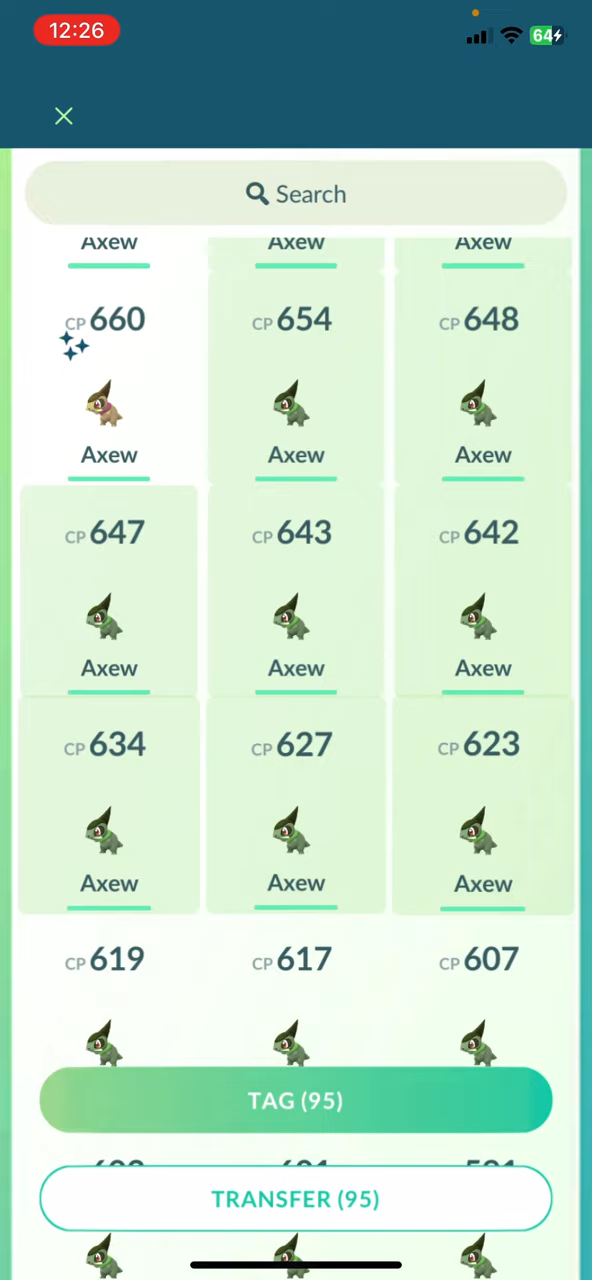 12:26
64
Search
Axew Axew Axew
CP 660 CP 654 CP 648
Axew Axew Axew
CP 647 CP 643 CP 642
Axew Axew Axew
CP 634 CP 627 CP 623
Axew Axew Axew
CP 619 CP 617 CP 607
TAG (95)
TRANSFER (95)